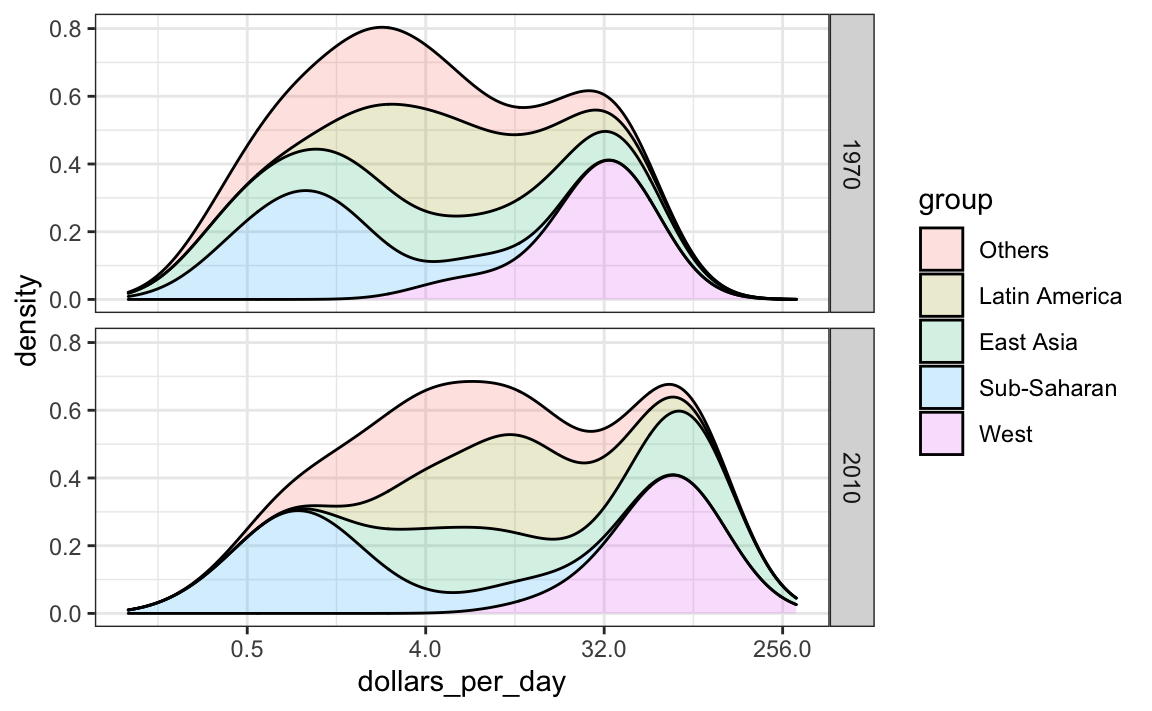 0.8
0.6
0.4
0.2
0.0
1970
0.8
0.6
0.4
0.2
0.0
2010
density
0.5 4.0 32.0 256.0
dollars_per_day
group
Others
Latin America
East Asia
Sub-Saharan
West